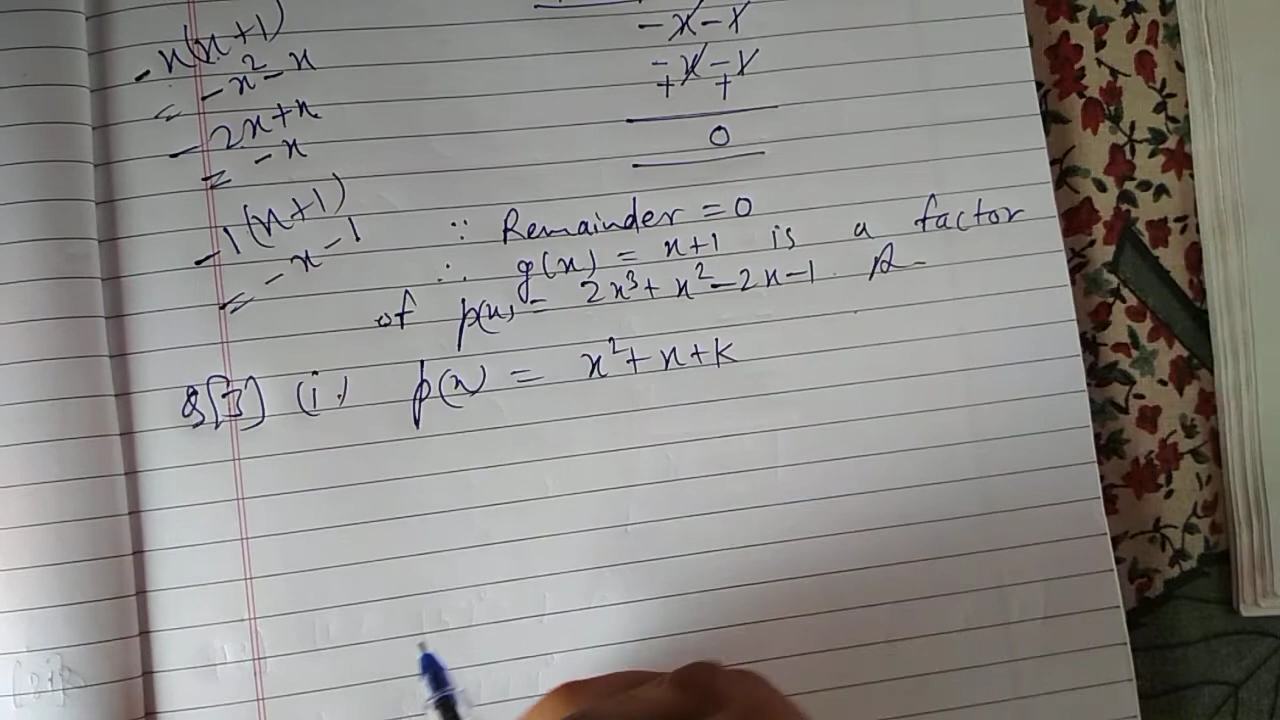 -x(x+1)
= -x²-x
-2x+x
= -x
-1(x+1)
= -x-1
-x-1
-x-1
+ +
0
∵ Remainder = 0
∴ g(x) = x+1 is a factor
of p(x) = 2x³+x²-2x-1.
Q[3] (i) p(x) = x²+x+k